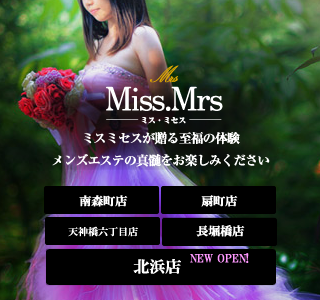 Mrs
Miss.Mrs
ミス・ミセス
ミスミセスが贈る至福の体験
メンズエステの真髄をお楽しみください
南森町店
扇町店
天神橋六丁目店
長堀橋店
北浜店 NEW OPEN!